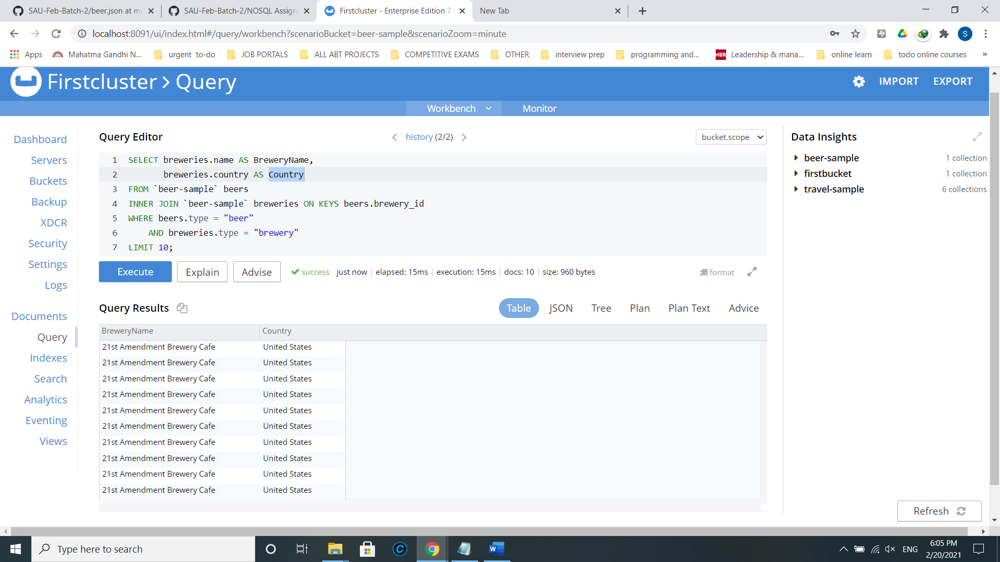 SAU-Feb-Batch-2/beer.json at ma
SAU-Feb-Batch-2/NOSQL Assign
Firstcluster - Enterprise Edition 7.
New Tab
localhost:8091/ui/index.html#/query/workbench?scenarioBucket=beer-sample&scenarioZoom=minute
S
Apps
Mahatma Gandhi N...
urgent to-do
JOB PORTALS
ALL ABT PROJECTS
COMPETITIVE EXAMS
OTHER
interview prep
programming and...
HBR
Leadership & mana...
online learn
todo online courses
»
Firstcluster > Query
IMPORT
EXPORT
Workbench
Monitor
Dashboard
Servers
Buckets
Backup
XDCR
Security
Settings
Logs
Documents
Query
Indexes
Search
Analytics
Eventing
Views
Query Editor
history (2/2)
bucket.scope
1 SELECT breweries.name AS BreweryName,
2 breweries.country AS Country
3 FROM `beer-sample` beers
4 INNER JOIN `beer-sample` breweries ON KEYS beers.brewery_id
5 WHERE beers.type = "beer"
6 AND breweries.type = "brewery"
7 LIMIT 10;
Execute
Explain
Advise
success just now | elapsed: 15ms | execution: 15ms | docs: 10 | size: 960 bytes
format
Query Results
Table
JSON
Tree
Plan
Plan Text
Advice
BreweryName Country
21st Amendment Brewery Cafe United States
21st Amendment Brewery Cafe United States
21st Amendment Brewery Cafe United States
21st Amendment Brewery Cafe United States
21st Amendment Brewery Cafe United States
21st Amendment Brewery Cafe United States
21st Amendment Brewery Cafe United States
21st Amendment Brewery Cafe United States
21st Amendment Brewery Cafe United States
21st Amendment Brewery Cafe United States
Data Insights
beer-sample 1 collection
firstbucket 1 collection
travel-sample 6 collections
Refresh
Type here to search
ENG
6:05 PM
2/20/2021